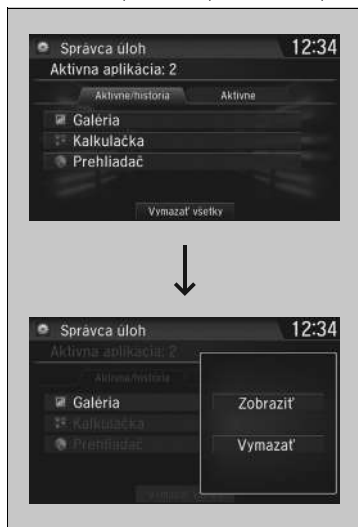 Správca úloh 12:34
Aktívna aplikácia: 2
Aktívne/história Aktívne
Galéria
Kalkulačka
Prehliadač
Vymazať všetky
Správca úloh 12:34
Aktívna aplikácia: 2
Aktívne/história
Galéria Zobraziť
Kalkulačka
Prehliadač Vymazať
Vymazať všetky